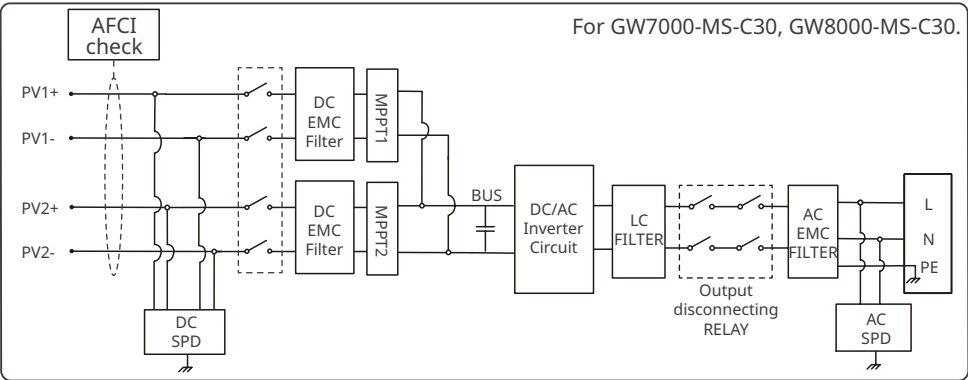 AFCI
check
For GW7000-MS-C30, GW8000-MS-C30.
PV1+
PV1-
PV2+
PV2-
DC
EMC
Filter
MPPT1
DC
EMC
Filter
MPPT2
BUS
DC/AC
Inverter
Circuit
LC
FILTER
Output
disconnecting
RELAY
AC
EMC
FILTER
L
N
PE
DC
SPD
AC
SPD